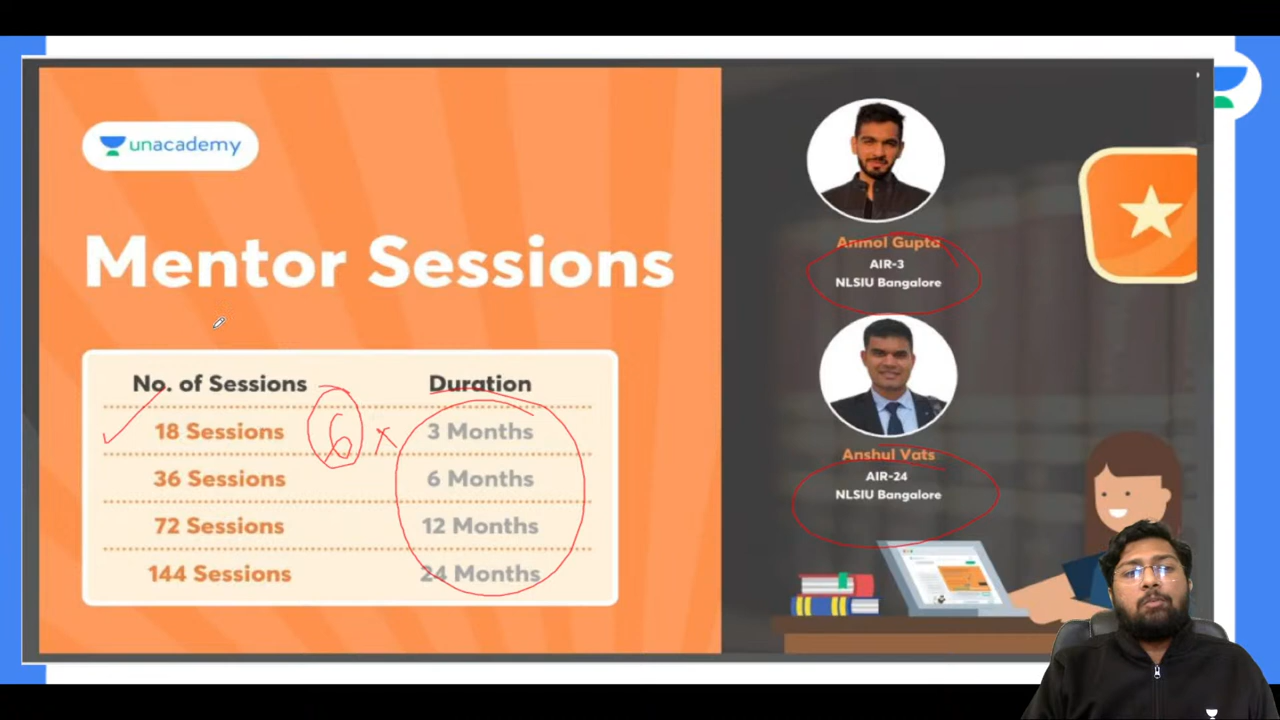 unacademy
Mentor Sessions
No. of Sessions Duration
18 Sessions 6 x 3 Months
36 Sessions 6 Months
72 Sessions 12 Months
144 Sessions 24 Months
Anmol Gupta
AIR-3
NLSIU Bangalore
Anshul Vats
AIR-24
NLSIU Bangalore